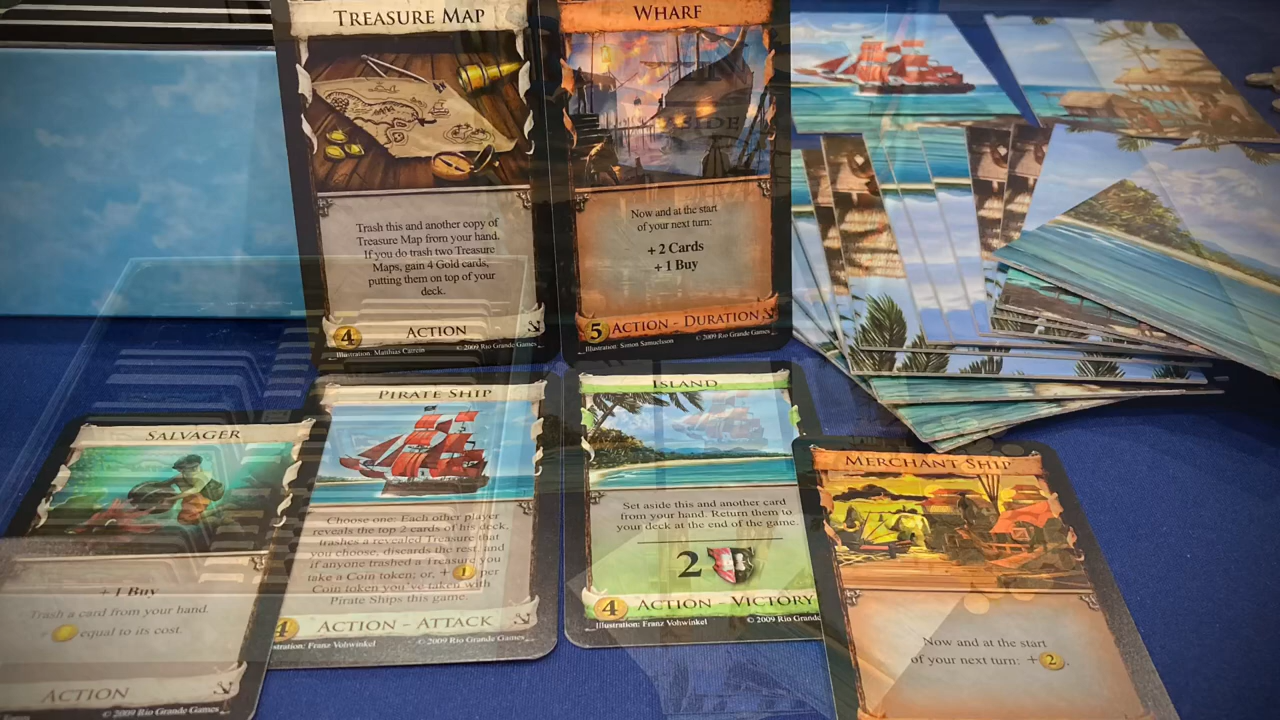 TREASURE MAP
Trash this and another copy of
Treasure Map from your hand.
If you do trash two Treasure
Maps, gain 4 Gold cards,
putting them on top of your
deck.
4 ACTION
Illustration: Matthias Catrein © 2009 Rio Grande Games
WHARF
SIDE
Now and at the start
of your next turn:
+2 Cards
+1 Buy
5 ACTION - DURATION
Illustration: Simon Samuelsson © 2009 Rio Grande Games
SALVAGER
+1 Buy
Trash a card from your hand.
+ equal to its cost.
ACTION
© 2009 Rio Grande Games
PIRATE SHIP
Choose one: Each other player
reveals the top 2 cards of his deck,
trashes a revealed Treasure that
you choose, discards the rest, and
if anyone trashed a Treasure you
take a Coin token; or, + 1 per
Coin token you've taken with
Pirate Ships this game.
4 ACTION - ATTACK
Illustration: Franz Vohwinkel © 2009 Rio Grande Games
ISLAND
Set aside this and another card
from your hand. Return them to
your deck at the end of the game.
2
4 ACTION - VICTORY
Illustration: Franz Vohwinkel © 2009 Rio Grande
MERCHANT SHIP
Now and at the start
of your next turn: + 2.